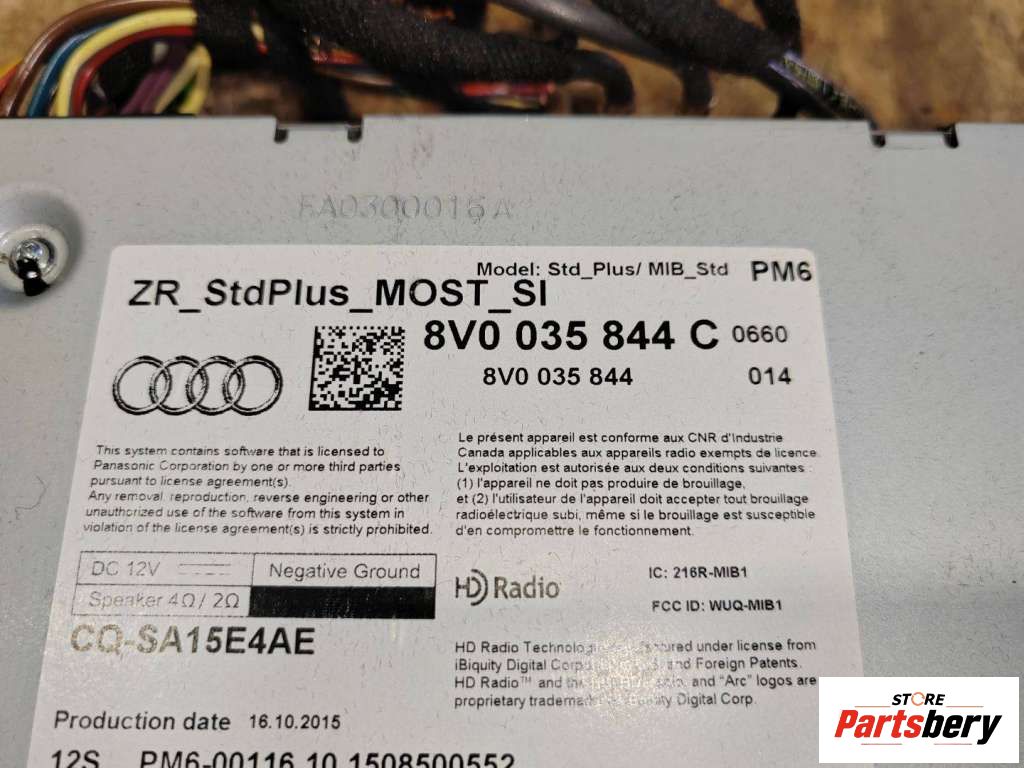 FA0300015A
Model: Std_Plus/ MIB_Std PM6
ZR_StdPlus_MOST_SI
8V0 035 844 C 0660
8V0 035 844 014
This system contains software that is licensed to
Panasonic Corporation by one or more third parties
pursuant to license agreement(s).
Any removal, reproduction, reverse engineering or other
unauthorized use of the software from this system in
violation of the license agreement(s) is strictly prohibited.
Le présent appareil est conforme aux CNR d'Industrie
Canada applicables aux appareils radio exempts de licence.
L'exploitation est autorisée aux deux conditions suivantes :
(1) l'appareil ne doit pas produire de brouillage,
et (2) l'utilisateur de l'appareil doit accepter tout brouillage
radioélectrique subi, même si le brouillage est susceptible
d'en compromettre le fonctionnement.
DC 12V Negative Ground
Speaker 4Ω / 2Ω
CQ-SA15E4AE
HD Radio
IC: 216R-MIB1
FCC ID: WUQ-MIB1
HD Radio under license from
iBiquity Digital and Foreign Patents.
HD Radio™ and and "Arc" logos are
proprietary Digital Corp.
Production date 16.10.2015
12S PM6-00116.10.1508500552
STORE
Partsbery